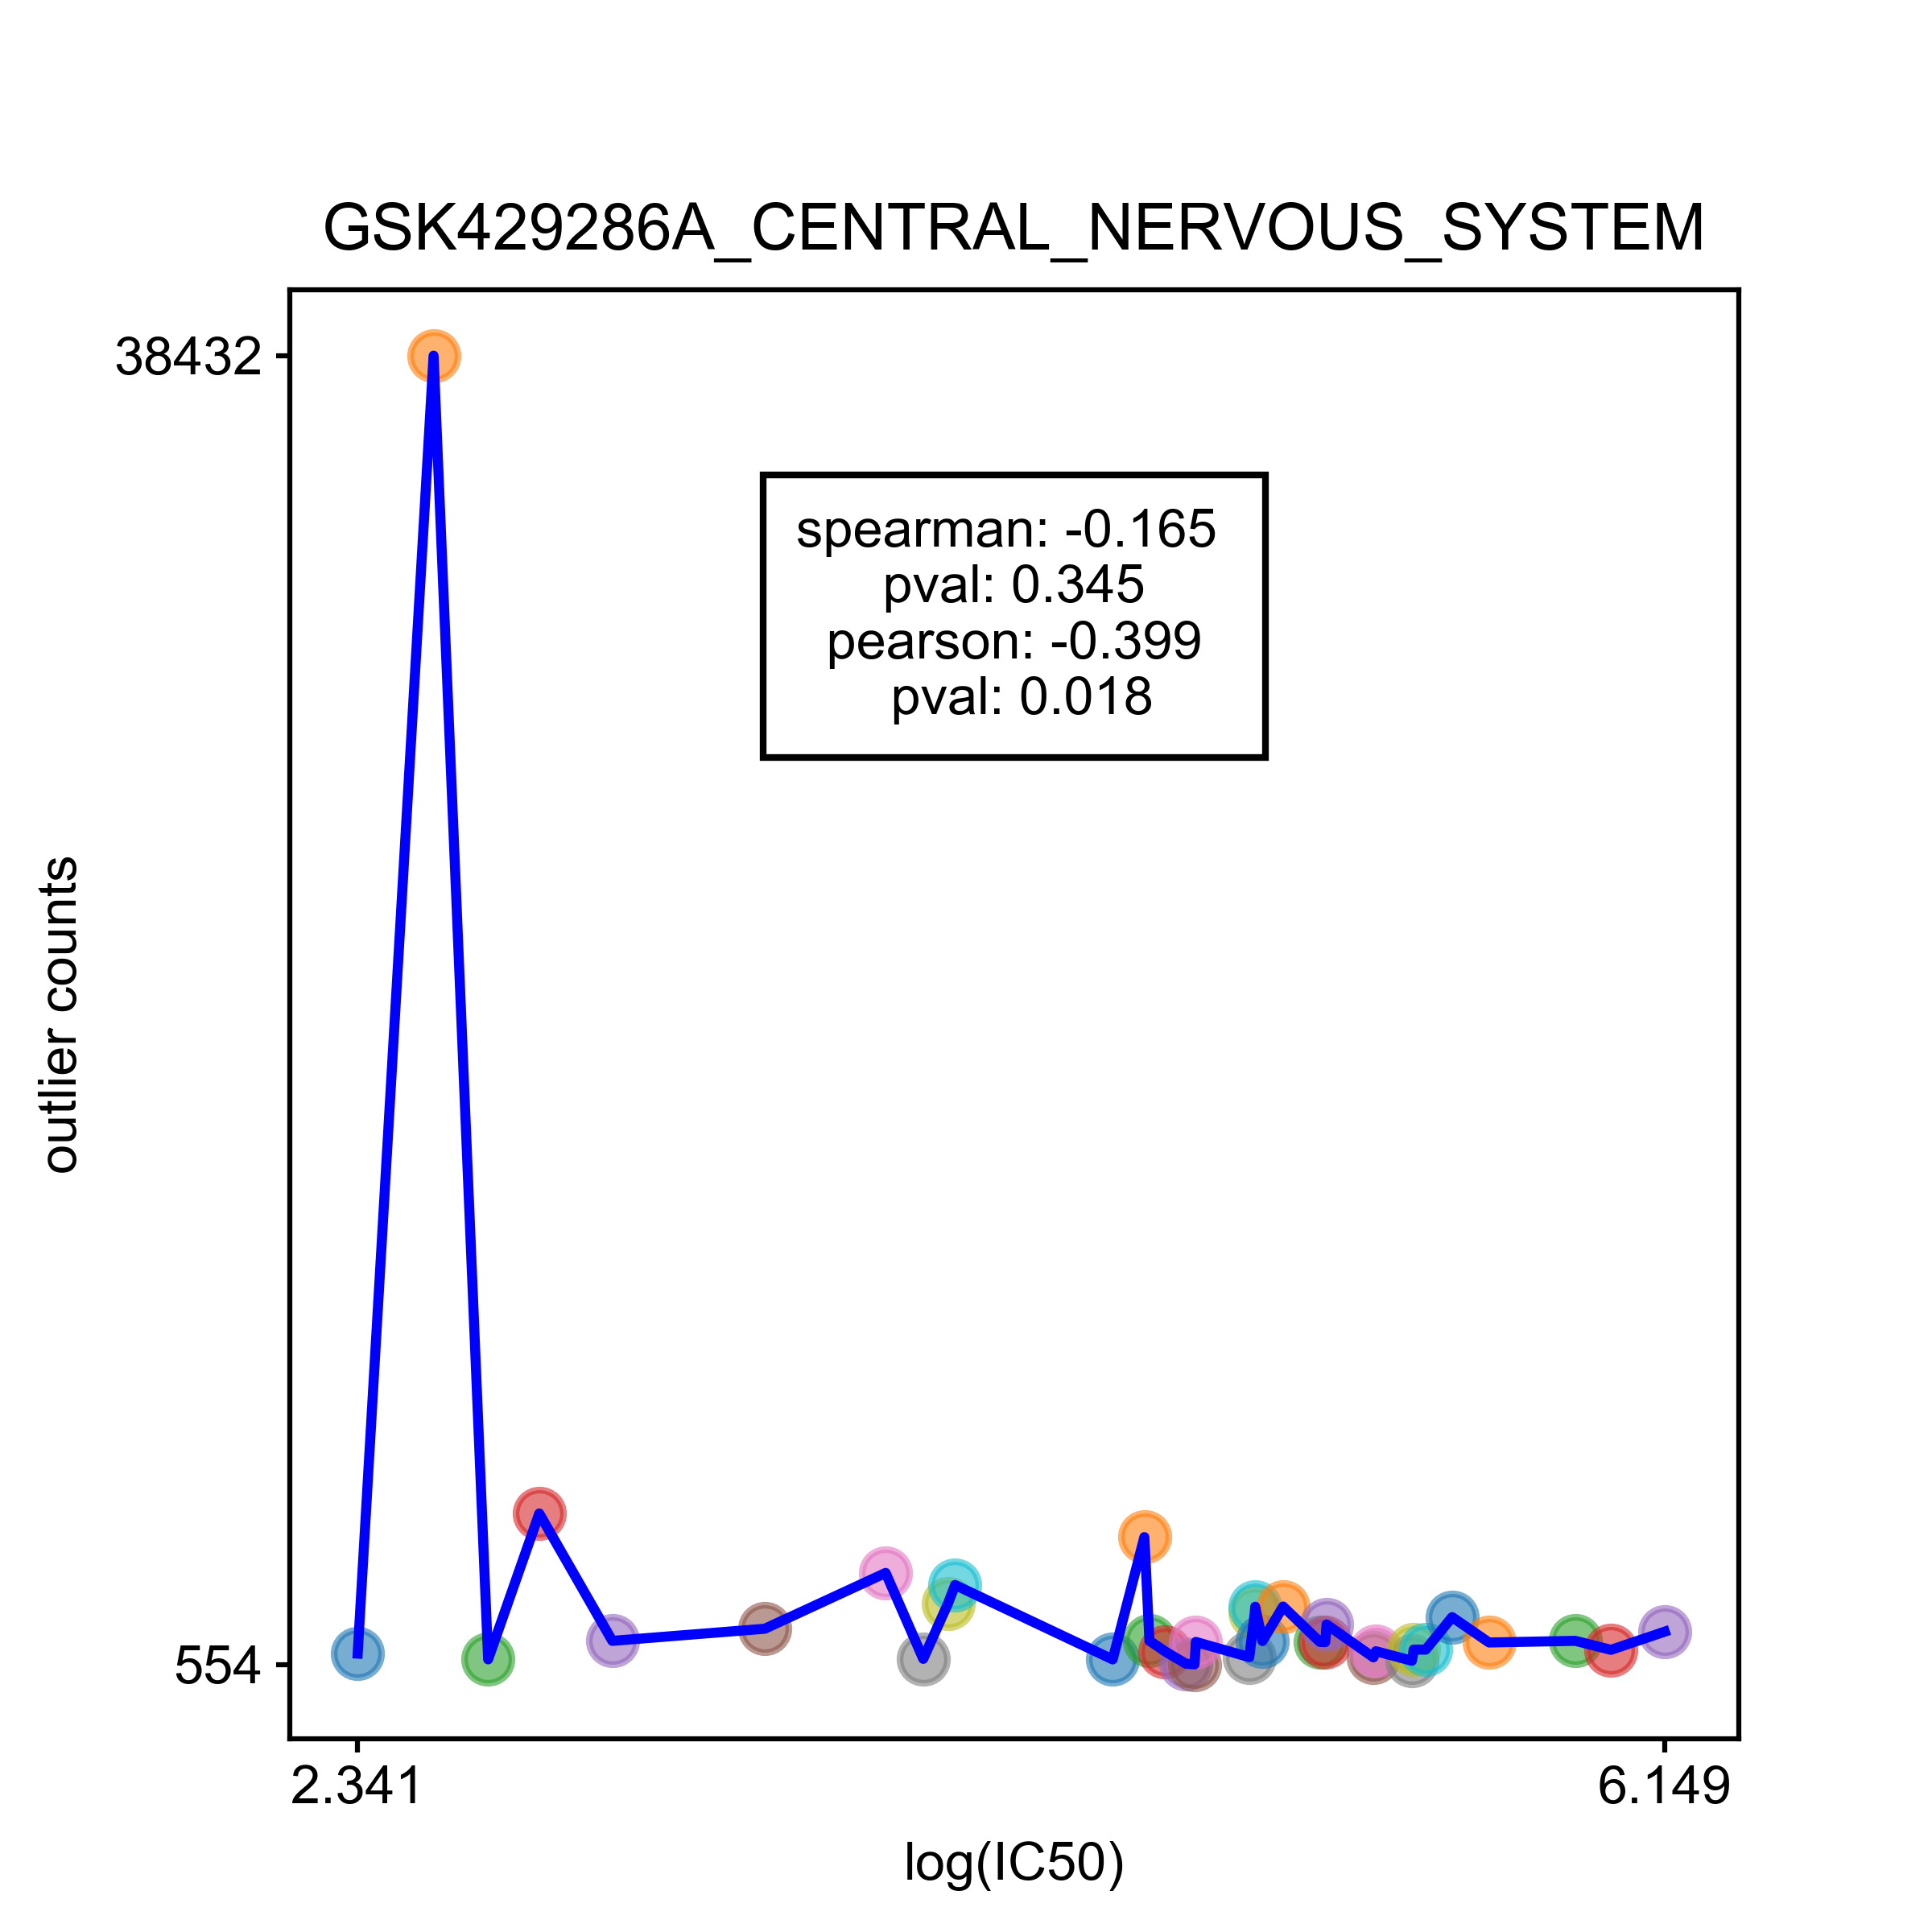 GSK429286A_CENTRAL_NERVOUS_SYSTEM
38432
spearman: -0.165
pval: 0.345
pearson: -0.399
pval: 0.018
outlier counts
554
2.341
6.149
log(IC50)